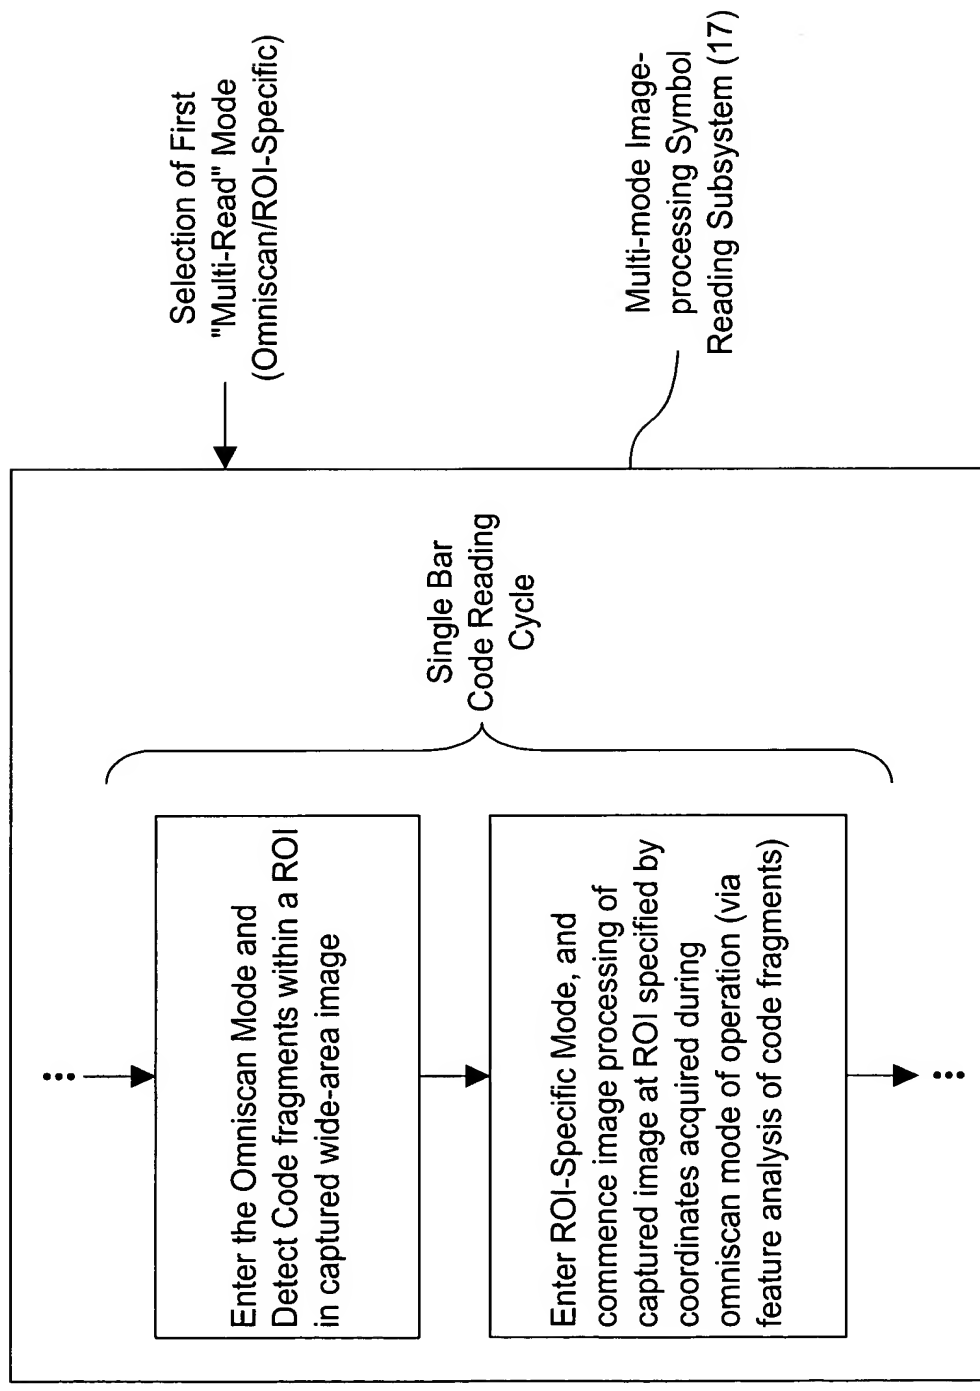 Selection of First
"Multi-Read" Mode
(Omniscan/ROI-Specific)
Multi-mode Image-
processing Symbol
Reading Subsystem (17)
Single Bar
Code Reading
Cycle
Enter the Omniscan Mode and
Detect Code fragments within a ROI
in captured wide-area image
Enter ROI-Specific Mode, and
commence image processing of
captured image at ROI specified by
coordinates acquired during
omniscan mode of operation (via
feature analysis of code fragments)